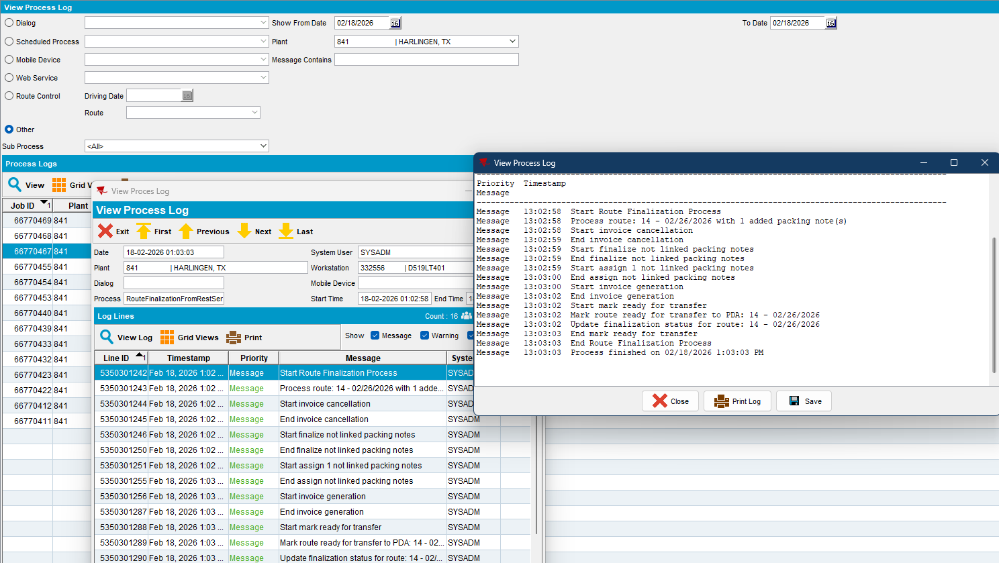 View Process Log
Dialog
Show From Date 02/18/2026 16
To Date 02/18/2026 16
Scheduled Process
Plant 841 | HARLINGEN, TX
Mobile Device
Message Contains
Web Service
Route Control Driving Date 16
Route
Other
Sub Process <All>
Process Logs
View Grid V
Job ID 1 Plant
66770469 841
66770468 841
66770467 841
66770455 841
66770454 841
66770453 841
66770440 841
66770439 841
66770433 841
66770432 841
66770423 841
66770422 841
66770412 841
66770411 841
View Proces Log
View Process Log
Exit First Previous Next Last
Date 18-02-2026 01:03:03 System User SYSADM
Plant 841 | HARLINGEN, TX Workstation 332556 | D519LT401
Dialog Mobile Device
Process RouteFinalizationFromRestSer Start Time 18-02-2026 01:02:58 End Time
Log Lines Count : 16
View Log Grid Views Print Show Message Warning
Line ID 1 Timestamp Priority Message Syste
5350301242 Feb 18, 2026 1:02 ... Message Start Route Finalization Process SYSAD
5350301243 Feb 18, 2026 1:02 ... Message Process route: 14 - 02/26/2026 with 1 adde... SYSAD
5350301244 Feb 18, 2026 1:02 ... Message Start invoice cancellation SYSAD
5350301245 Feb 18, 2026 1:02 ... Message End invoice cancellation SYSADM
5350301246 Feb 18, 2026 1:02 ... Message Start finalize not linked packing notes SYSADM
5350301250 Feb 18, 2026 1:02 ... Message End finalize not linked packing notes SYSADM
5350301251 Feb 18, 2026 1:02 ... Message Start assign 1 not linked packing notes SYSADM
5350301255 Feb 18, 2026 1:03 ... Message End assign not linked packing notes SYSADM
5350301256 Feb 18, 2026 1:03 ... Message Start invoice generation SYSADM
5350301287 Feb 18, 2026 1:03 ... Message End invoice generation SYSADM
5350301288 Feb 18, 2026 1:03 ... Message Start mark ready for transfer SYSADM
5350301289 Feb 18, 2026 1:03 ... Message Mark route ready for transfer to PDA: 14 - 02... SYSADM
5350301290 Feb 18, 2026 1:03 ... Message Update finalization status for route: 14 - 02/... SYSADM
View Process Log
Priority Timestamp
Message
Message 13:02:58 Start Route Finalization Process
Message 13:02:58 Process route: 14 - 02/26/2026 with 1 added packing note(s)
Message 13:02:58 Start invoice cancellation
Message 13:02:59 End invoice cancellation
Message 13:02:59 Start finalize not linked packing notes
Message 13:02:59 End finalize not linked packing notes
Message 13:02:59 Start assign 1 not linked packing notes
Message 13:03:00 End assign not linked packing notes
Message 13:03:00 Start invoice generation
Message 13:03:02 End invoice generation
Message 13:03:02 Start mark ready for transfer
Message 13:03:02 Mark route ready for transfer to PDA: 14 - 02/26/2026
Message 13:03:02 Update finalization status for route: 14 - 02/26/2026
Message 13:03:03 End mark ready for transfer
Message 13:03:03 End Route Finalization Process
Message 13:03:03 Process finished on 02/18/2026 1:03:03 PM
Close Print Log Save